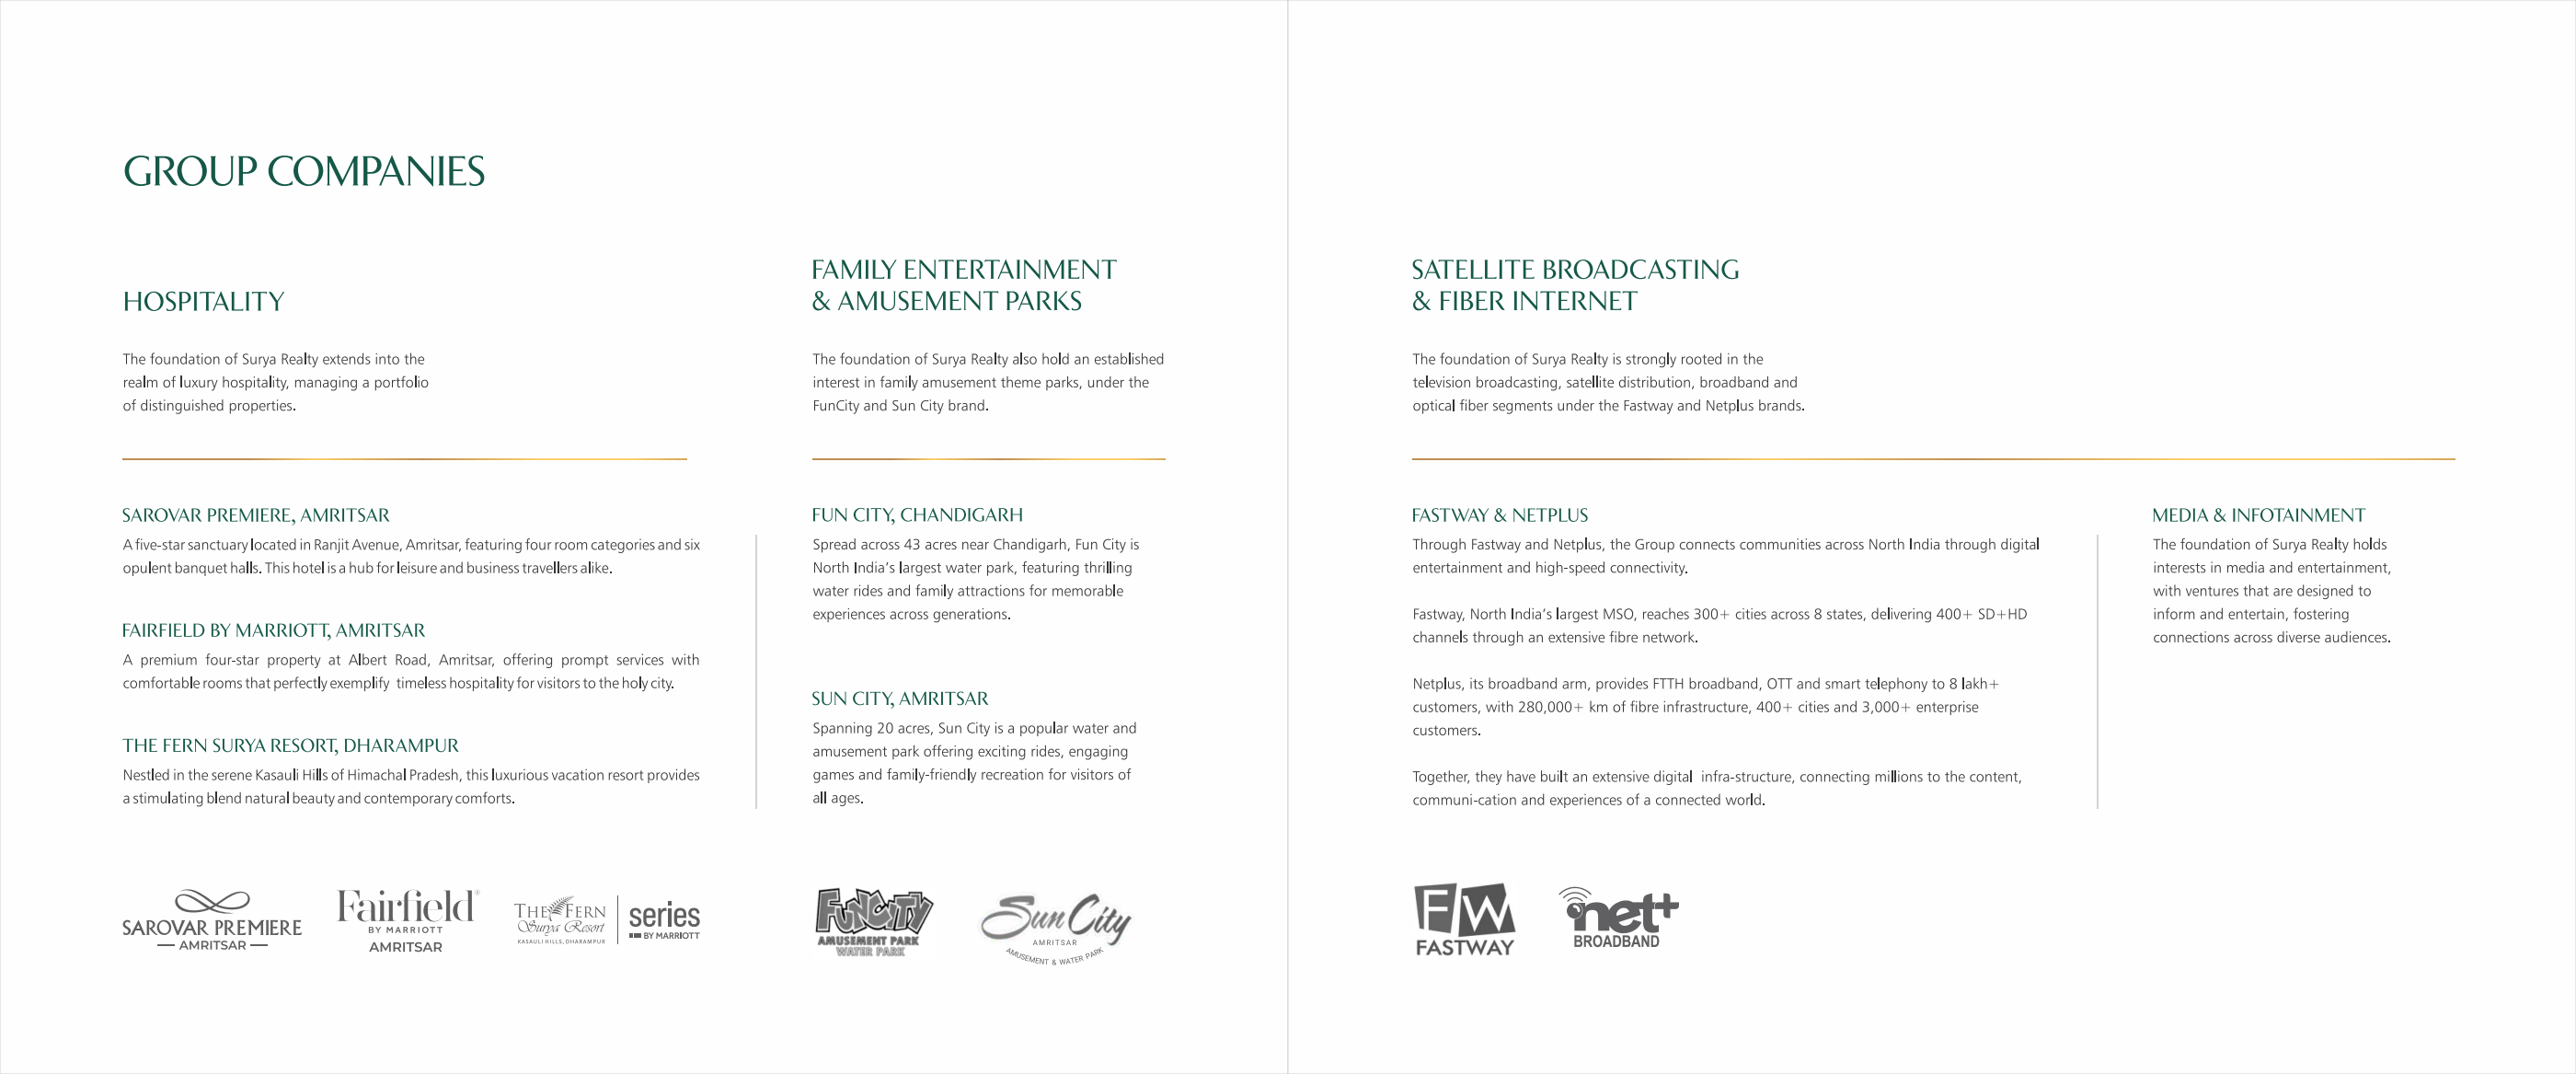 GROUP COMPANIES
HOSPITALITY
The foundation of Surya Realty extends into the
realm of luxury hospitality, managing a portfolio
of distinguished properties.
SAROVAR PREMIERE, AMRITSAR
A five-star sanctuary located in Ranjit Avenue, Amritsar, featuring four room categories and six
opulent banquet halls. This hotel is a hub for leisure and business travellers alike.
FAIRFIELD BY MARRIOTT, AMRITSAR
A premium four-star property at Albert Road, Amritsar, offering prompt services with
comfortable rooms that perfectly exemplify timeless hospitality for visitors to the holy city.
THE FERN SURYA RESORT, DHARAMPUR
Nestled in the serene Kasauli Hills of Himachal Pradesh, this luxurious vacation resort provides
a stimulating blend natural beauty and contemporary comforts.
SAROVAR PREMIERE
AMRITSAR
Fairfield®
BY MARRIOTT
AMRITSAR
THE FERN
Surya Resort
KASAULI HILLS, DHARAMPUR
series
BY MARRIOTT
FAMILY ENTERTAINMENT
& AMUSEMENT PARKS
The foundation of Surya Realty also hold an established
interest in family amusement theme parks, under the
FunCity and Sun City brand.
FUN CITY, CHANDIGARH
Spread across 43 acres near Chandigarh, Fun City is
North India's largest water park, featuring thrilling
water rides and family attractions for memorable
experiences across generations.
SUN CITY, AMRITSAR
Spanning 20 acres, Sun City is a popular water and
amusement park offering exciting rides, engaging
games and family-friendly recreation for visitors of
all ages.
FUNCITY
AMUSEMENT PARK
WATER PARK
Sun City
AMRITSAR
AMUSEMENT & WATER PARK
SATELLITE BROADCASTING
& FIBER INTERNET
The foundation of Surya Realty is strongly rooted in the
television broadcasting, satellite distribution, broadband and
optical fiber segments under the Fastway and Netplus brands.
FASTWAY & NETPLUS
Through Fastway and Netplus, the Group connects communities across North India through digital
entertainment and high-speed connectivity.
Fastway, North India's largest MSO, reaches 300+ cities across 8 states, delivering 400+ SD+HD
channels through an extensive fibre network.
Netplus, its broadband arm, provides FTTH broadband, OTT and smart telephony to 8 lakh+
customers, with 280,000+ km of fibre infrastructure, 400+ cities and 3,000+ enterprise
customers.
Together, they have built an extensive digital infra-structure, connecting millions to the content,
communi-cation and experiences of a connected world.
FW
FASTWAY
net+
BROADBAND
MEDIA & INFOTAINMENT
The foundation of Surya Realty holds
interests in media and entertainment,
with ventures that are designed to
inform and entertain, fostering
connections across diverse audiences.